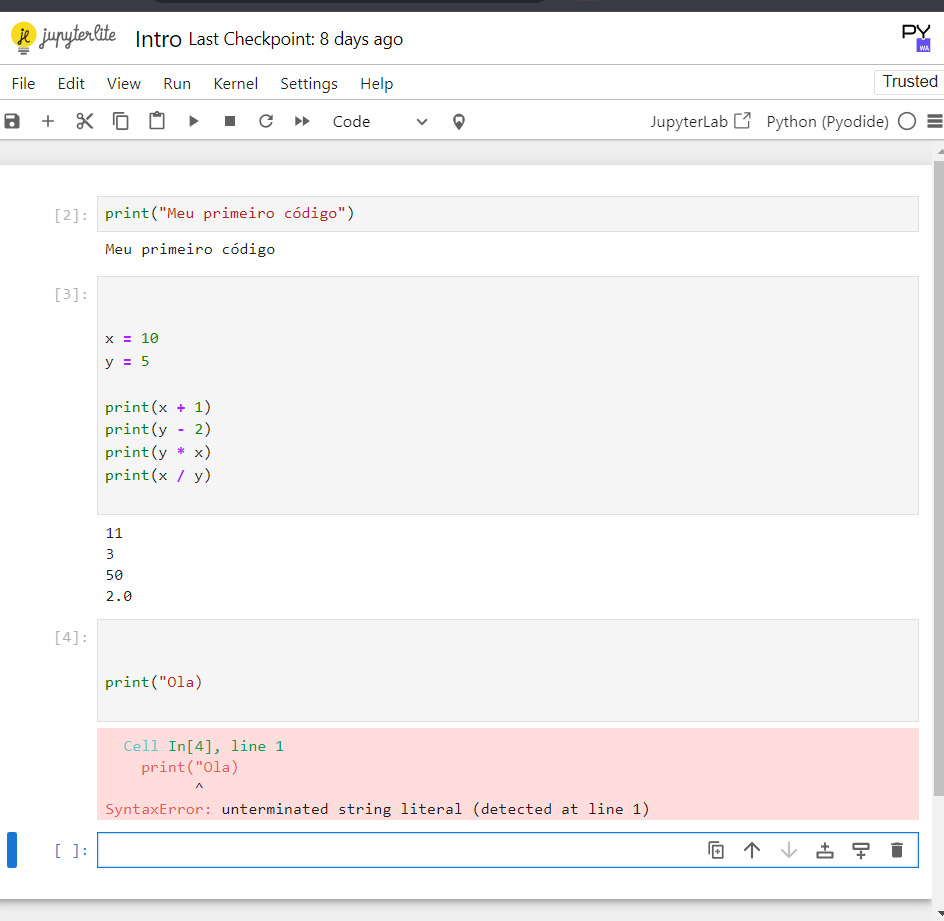 jupyterlite Intro Last Checkpoint: 8 days ago PY WA
File Edit View Run Kernel Settings Help Trusted
Code JupyterLab Python (Pyodide)
[2]: print("Meu primeiro código")
Meu primeiro código
[3]:
x = 10
y = 5
print(x + 1)
print(y - 2)
print(y * x)
print(x / y)
11
3
50
2.0
[4]:
print("Ola)
Cell In[4], line 1
print("Ola)
^
SyntaxError: unterminated string literal (detected at line 1)
[ ]: